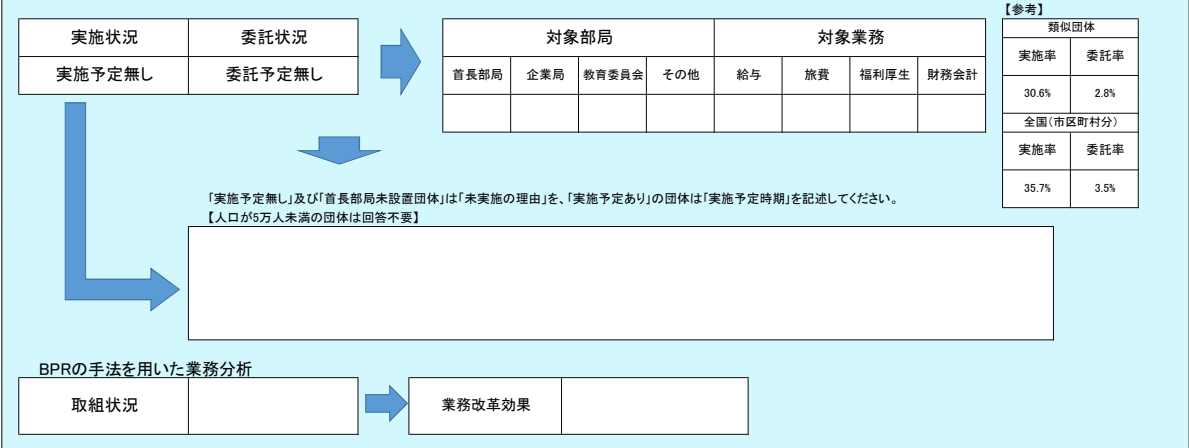 【参考】
実施状況 委託状況
実施予定無し 委託予定無し
対象部局 対象業務
首長部局 企業局 教育委員会 その他 給与 旅費 福利厚生 財務会計
類似団体
実施率 委託率
30.6% 2.8%
全国(市区町村分)
実施率 委託率
35.7% 3.5%
「実施予定無し」及び「首長部局未設置団体」は「未実施の理由」を、「実施予定あり」の団体は「実施予定時期」を記述してください。
【人口が5万人未満の団体は回答不要】
BPRの手法を用いた業務分析
取組状況 業務改革効果